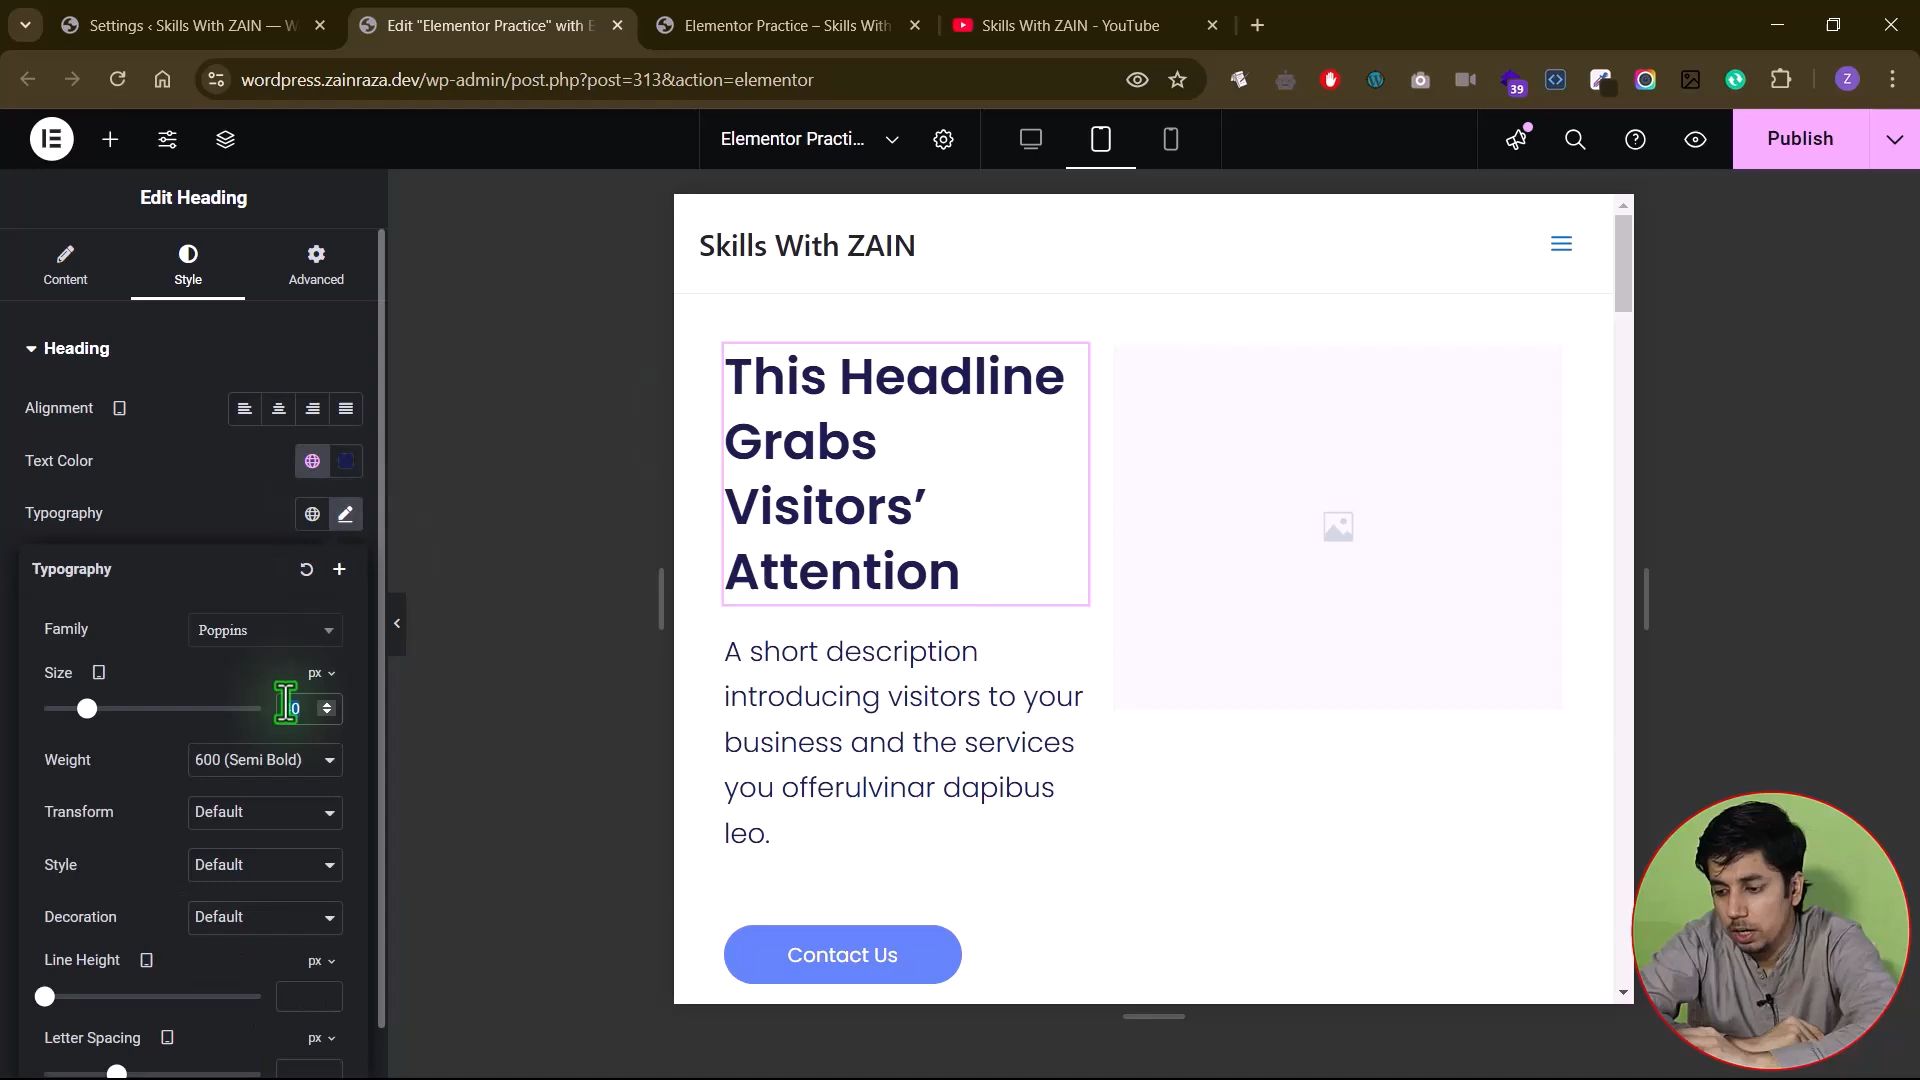 Settings ‹ Skills With ZAIN — W
Edit "Elementor Practice" with E
Elementor Practice – Skills With
Skills With ZAIN - YouTube
wordpress.zainraza.dev/wp-admin/post.php?post=313&action=elementor
39
Z
Elementor Practi...
Publish
Edit Heading
Content
Style
Advanced
Heading
Alignment
Text Color
Typography
Typography
Family
Poppins
Size
px
Weight
600 (Semi Bold)
Transform
Default
Style
Default
Decoration
Default
Line Height
px
Letter Spacing
px
Skills With ZAIN
This Headline
Grabs
Visitors’
Attention
A short description
introducing visitors to your
business and the services
you offerulvinar dapibus
leo.
Contact Us